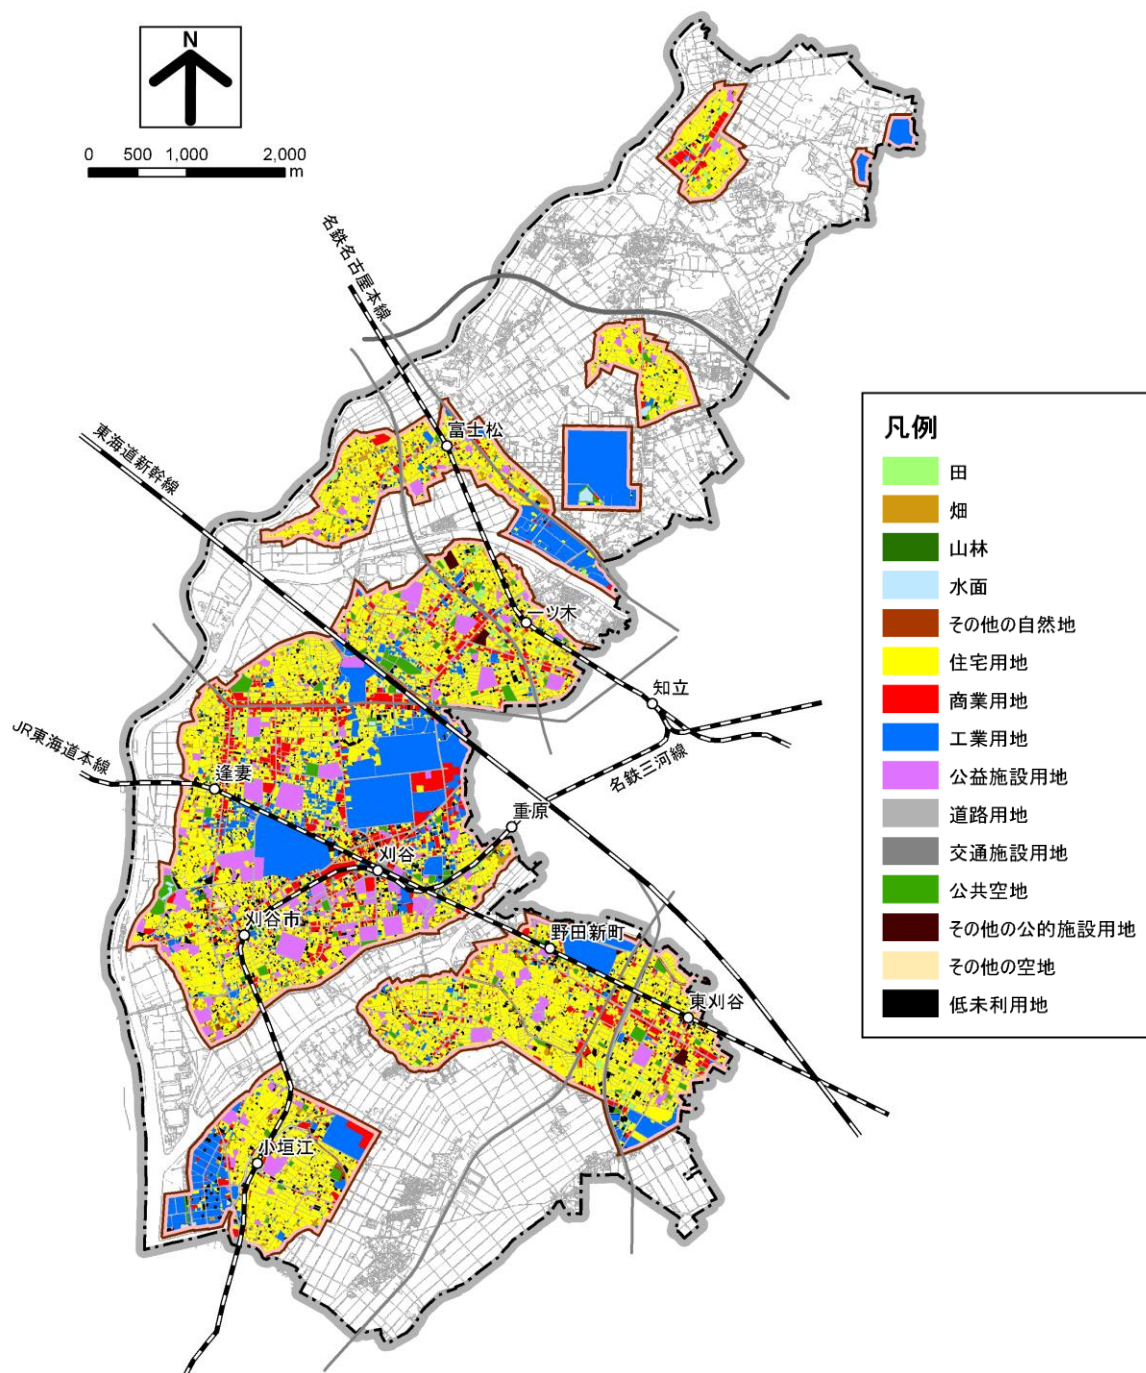 N
0 500 1,000 2,000
m
名鉄名古屋本線
富士松
東海道新幹線
一ツ木
知立
JR東海道本線
名鉄三河線
逢妻
重原
刈谷
刈谷市
野田新町
東刈谷
小垣江
凡例
田
畑
山林
水面
その他の自然地
住宅用地
商業用地
工業用地
公益施設用地
道路用地
交通施設用地
公共空地
その他の公的施設用地
その他の空地
低未利用地